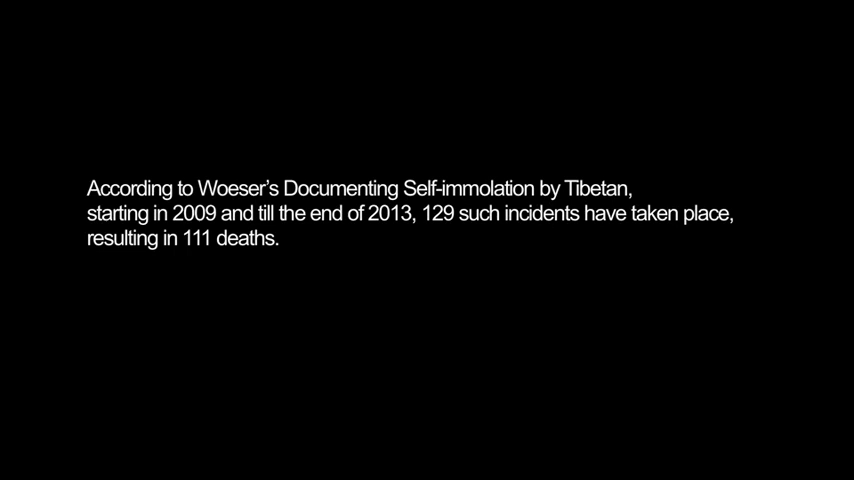 According to Woeser's Documenting Self-immolation by Tibetan,
starting in 2009 and till the end of 2013, 129 such incidents have taken place,
resulting in 111 deaths.